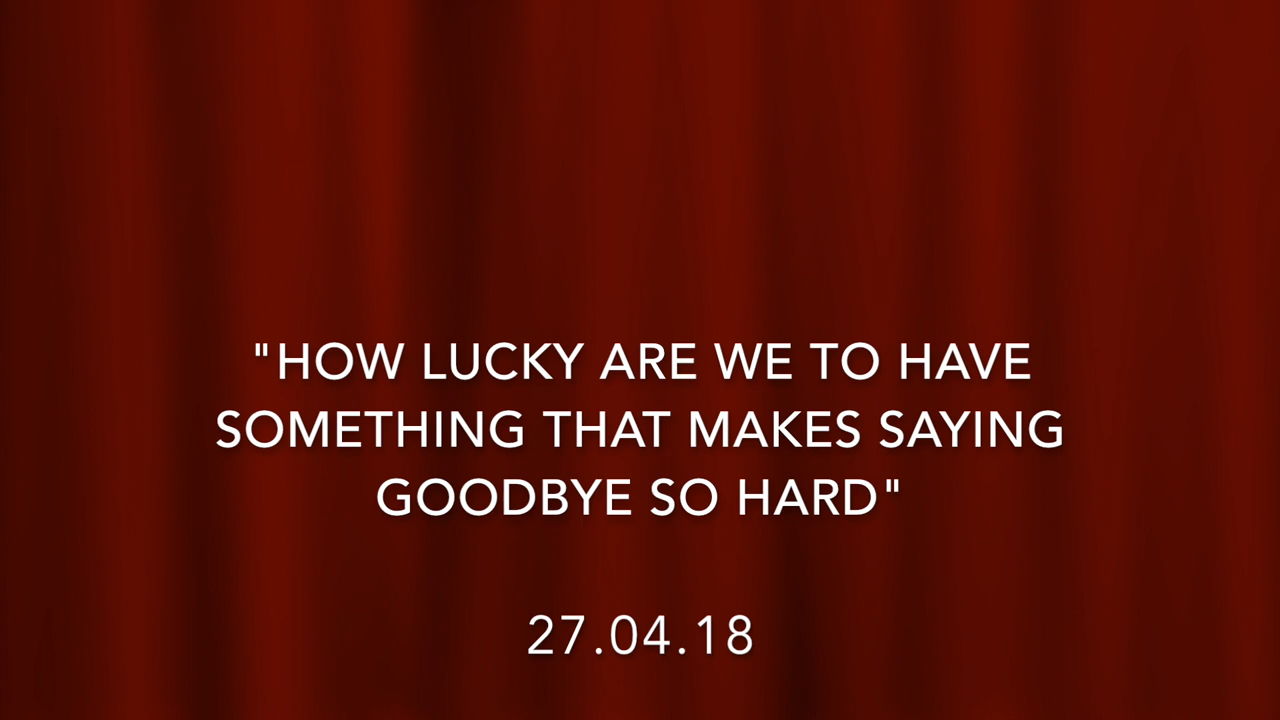 "HOW LUCKY ARE WE TO HAVE
SOMETHING THAT MAKES SAYING
GOODBYE SO HARD"
27.04.18